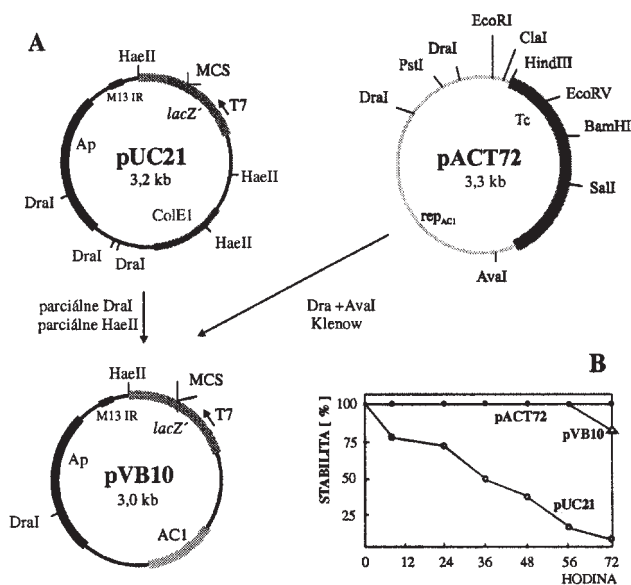 A
HaeII
MCS
M13 IR
lacZ´
T7
Ap
pUC21
3,2 kb
HaeII
DraI
ColE1
HaeII
DraI
DraI
EcoRI
ClaI
DraI
HindIII
PstI
EcoRV
DraI
Tc
BamHI
pACT72
3,3 kb
SalI
repAC1
AvaI
parciálne DraI
parciálne HaeII
Dra +AvaI
Klenow
HaeII
MCS
M13 IR
lacZ´
T7
Ap
pVB10
3,0 kb
DraI
AC1
B
STABILITA [ % ]
100
75
50
25
pACT72
pVB10
pUC21
0 12 24 36 48 56 72
HODINA